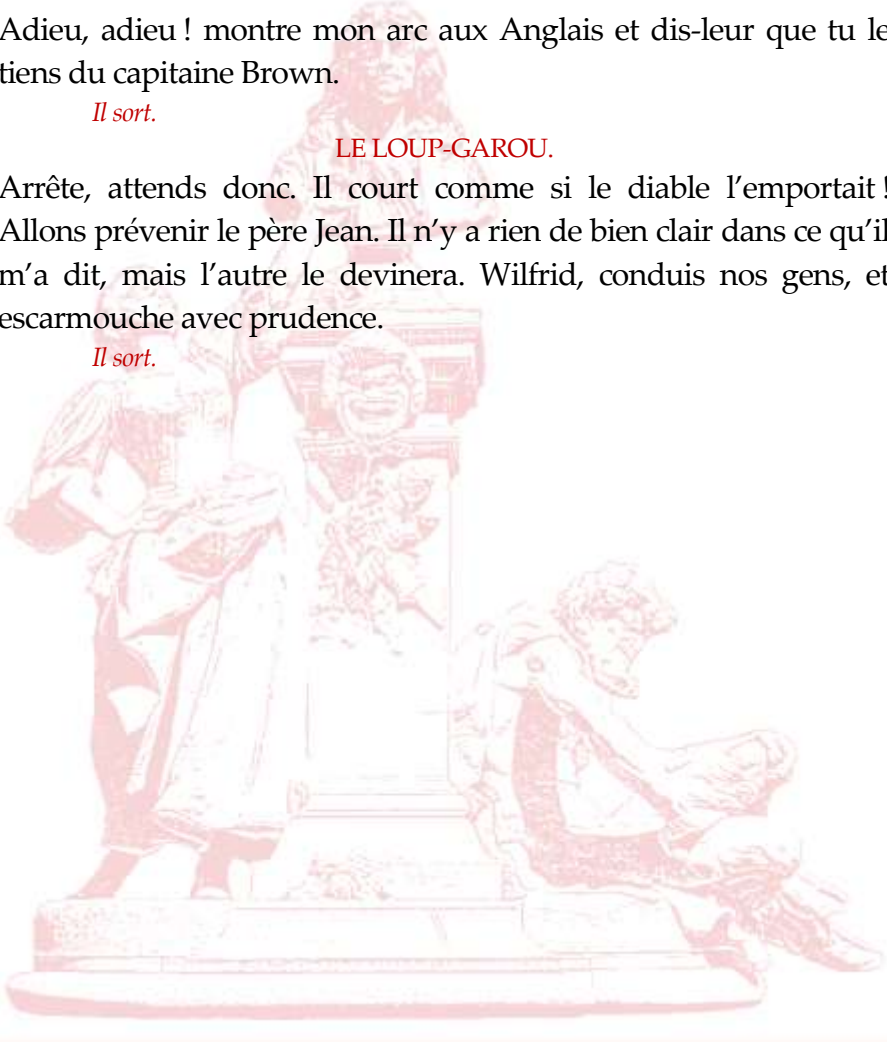 Adieu, adieu ! montre mon arc aux Anglais et dis-leur que tu le
tiens du capitaine Brown.
Il sort.
LE LOUP-GAROU.
Arrête, attends donc. Il court comme si le diable l’emportait !
Allons prévenir le père Jean. Il n’y a rien de bien clair dans ce qu’il
m’a dit, mais l’autre le devinera. Wilfrid, conduis nos gens, et
escarmouche avec prudence.
Il sort.